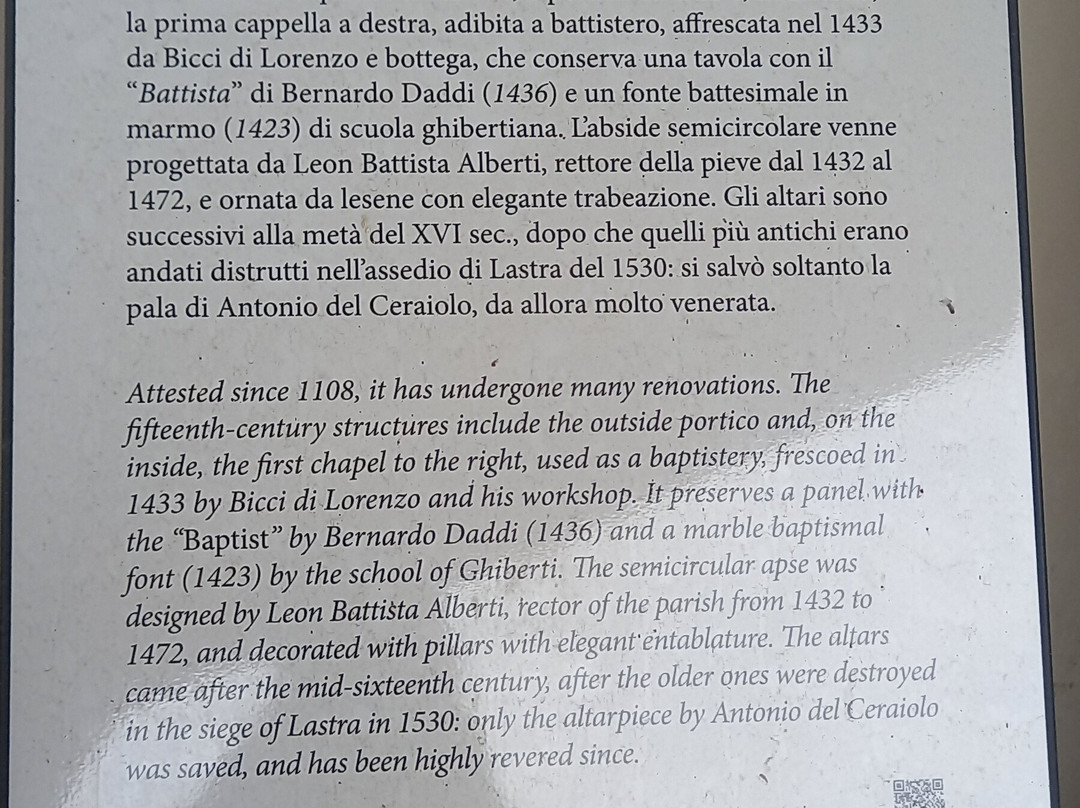 la prima cappella a destra, adibita a battistero, affrescata nel 1433
da Bicci di Lorenzo e bottega, che conserva una tavola con il
“Battista” di Bernardo Daddi (1436) e un fonte battesimale in
marmo (1423) di scuola ghibertiana. L’abside semicircolare venne
progettata da Leon Battista Alberti, rettore della pieve dal 1432 al
1472, e ornata da lesene con elegante trabeazione. Gli altari sono
successivi alla metà del XVI sec., dopo che quelli più antichi erano
andati distrutti nell’assedio di Lastra del 1530: si salvò soltanto la
pala di Antonio del Ceraiolo, da allora molto venerata.
Attested since 1108, it has undergone many renovations. The
fifteenth-century structures include the outside portico and, on the
inside, the first chapel to the right, used as a baptistery, frescoed in
1433 by Bicci di Lorenzo and his workshop. It preserves a panel with
the “Baptist” by Bernardo Daddi (1436) and a marble baptismal
font (1423) by the school of Ghiberti. The semicircular apse was
designed by Leon Battista Alberti, rector of the parish from 1432 to
1472, and decorated with pillars with elegant entablature. The altars
came after the mid-sixteenth century, after the older ones were destroyed
in the siege of Lastra in 1530: only the altarpiece by Antonio del Ceraiolo
was saved, and has been highly revered since.